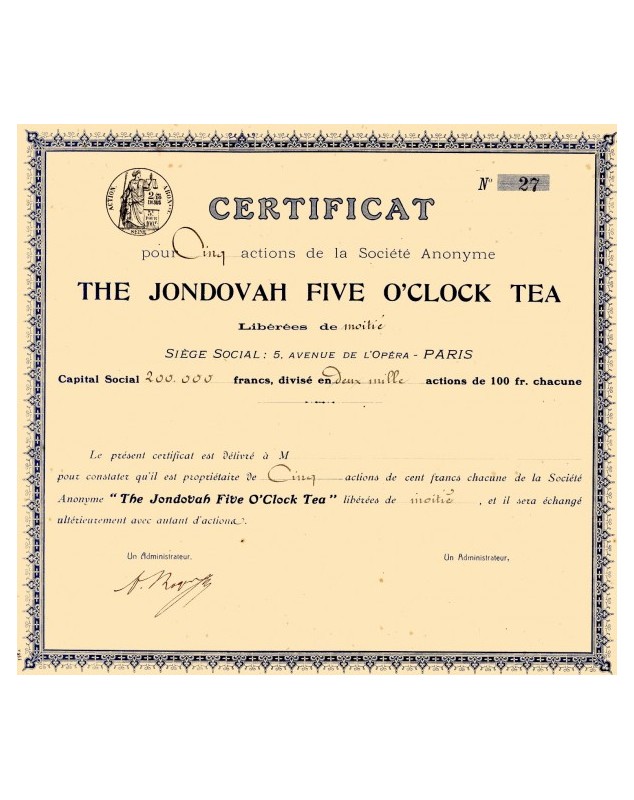 ACTION ABONNt
SEINE
Nº 27
CERTIFICAT
pour Cinq actions de la Société Anonyme
THE JONDOVAH FIVE O'CLOCK TEA
Libérées de moitié
SIÈGE SOCIAL: 5, AVENUE DE L'OPÉRA - PARIS
Capital Social 200.000 francs, divisé en deux mille actions de 100 fr. chacune
Le présent certificat est délivré à M
pour constater qu'il est propriétaire de Cinq actions de cent francs chacune de la Société
Anonyme "The Jondovah Five O'Clock Tea" libérées de moitié, et il sera échangé
ultérieurement avec autant d'actions.
Un Administrateur. Un Administrateur.